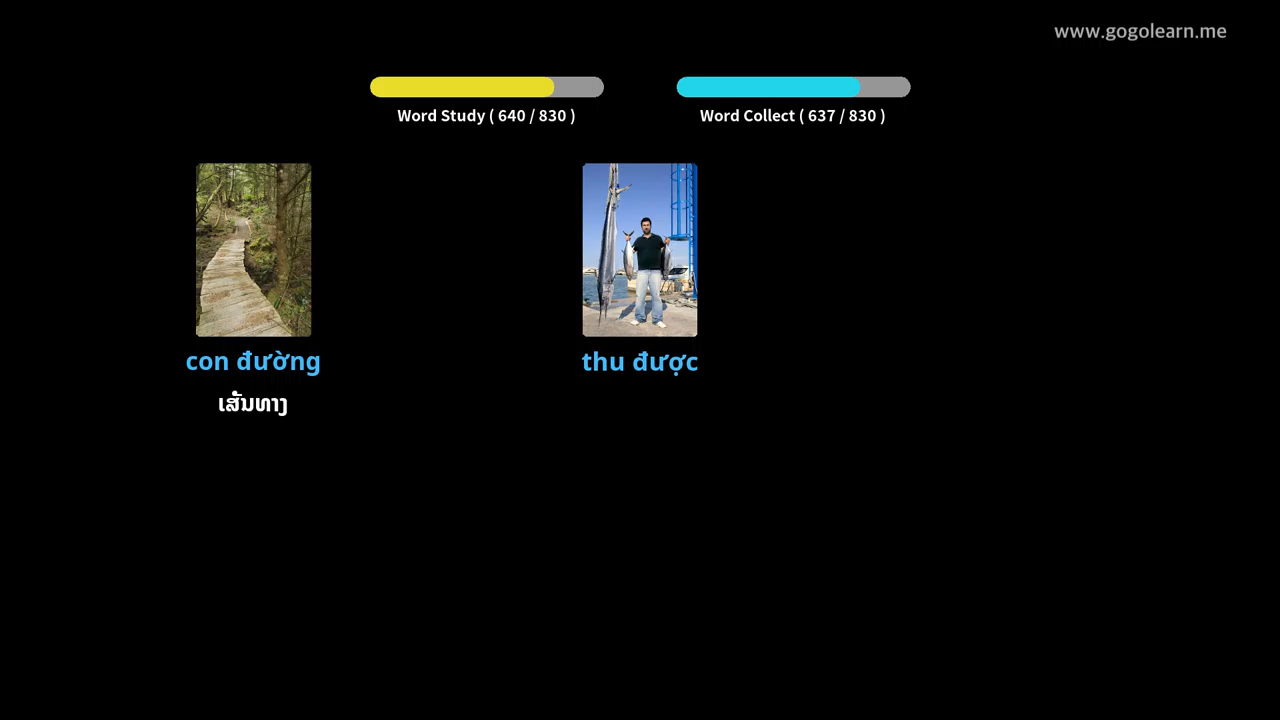 www.gogolearn.me
Word Study ( 640 / 830 )
Word Collect ( 637 / 830 )
con đường
thu được
ເສັ້ນທາງ